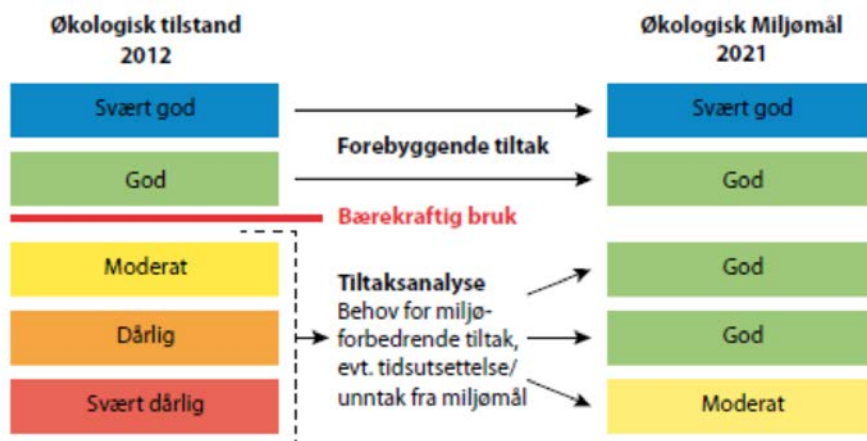 Økologisk tilstand
2012
Økologisk Miljømål
2021
Svært god
Svært god
Forebyggende tiltak
God
God
Bærekraftig bruk
Moderat
God
Tiltaksanalyse
Behov for miljø-
forbedrende tiltak,
evt. tidsutsettelse/
unntak fra miljømål
Dårlig
God
Svært dårlig
Moderat